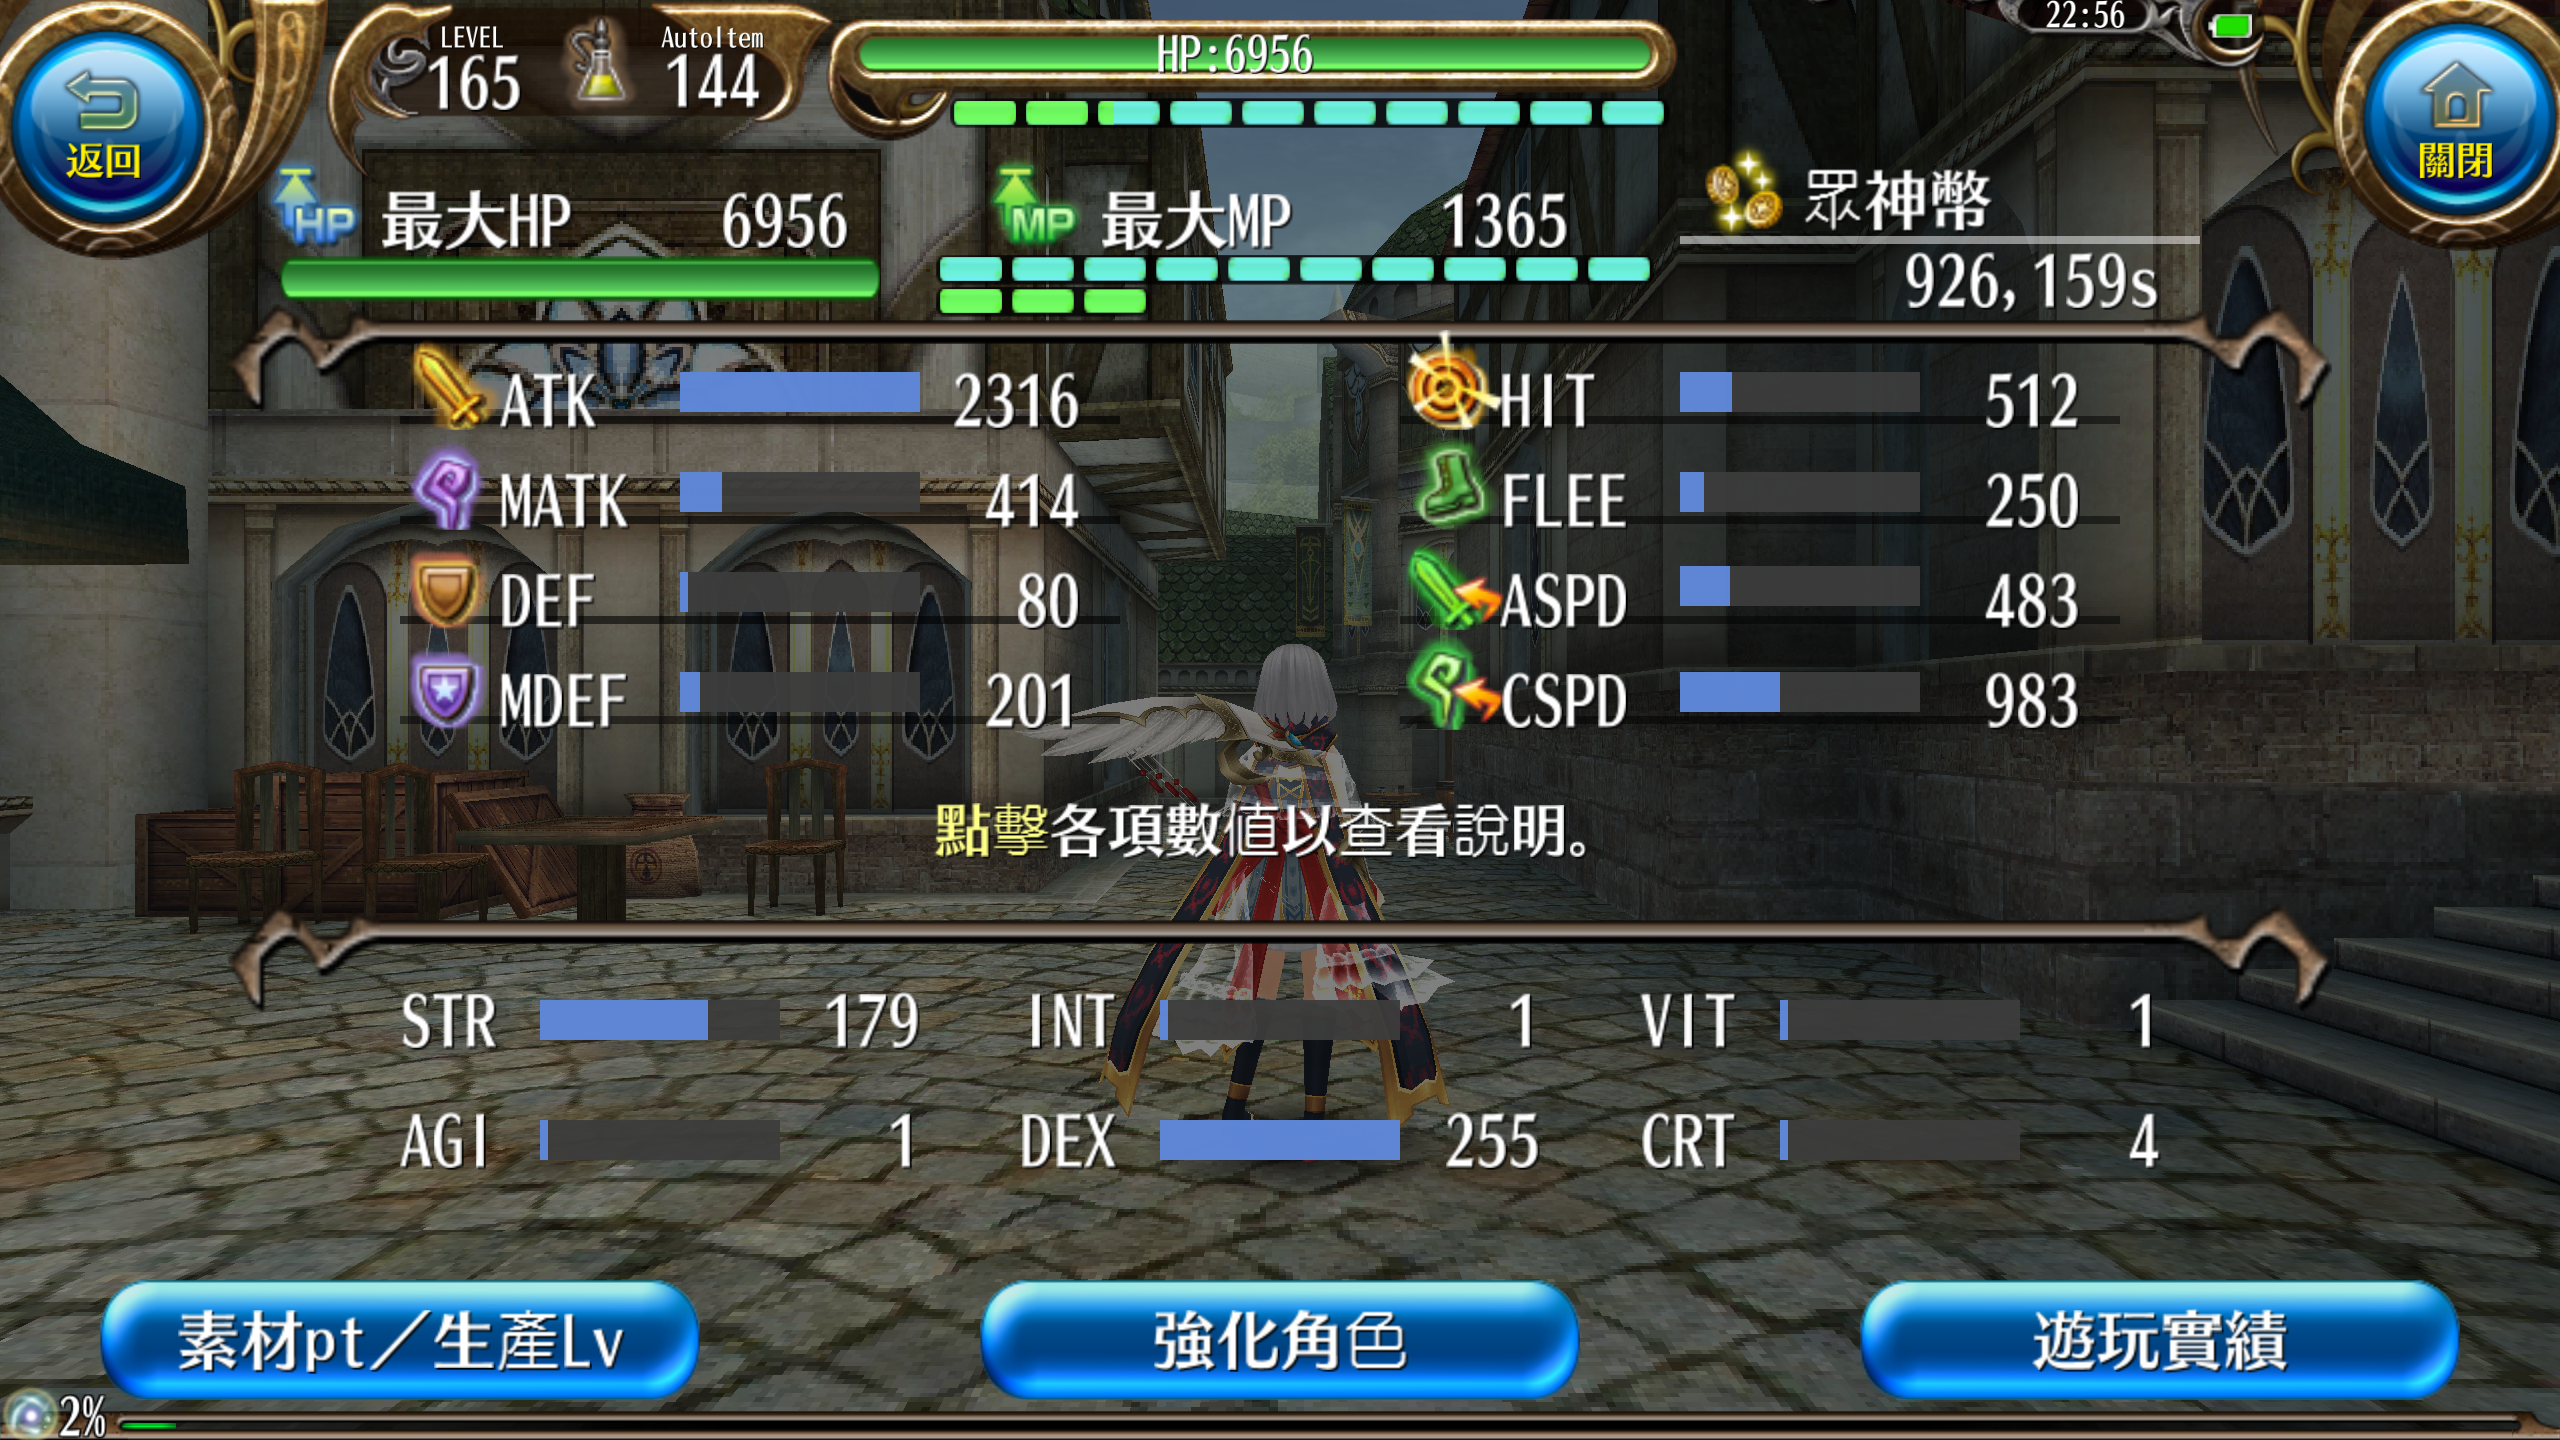 返回
LEVEL
165
AutoItem
144
HP:6956
22:56
關閉
最大HP 6956
最大MP 1365
眾神幣
926,159s
ATK 2316
HIT 512
MATK 414
FLEE 250
DEF 80
ASPD 483
MDEF 201
CSPD 983
點擊各項數值以查看說明。
STR 179 INT 1 VIT 1
AGI 1 DEX 255 CRT 4
素材pt／生產Lv
強化角色
遊玩實績
2%